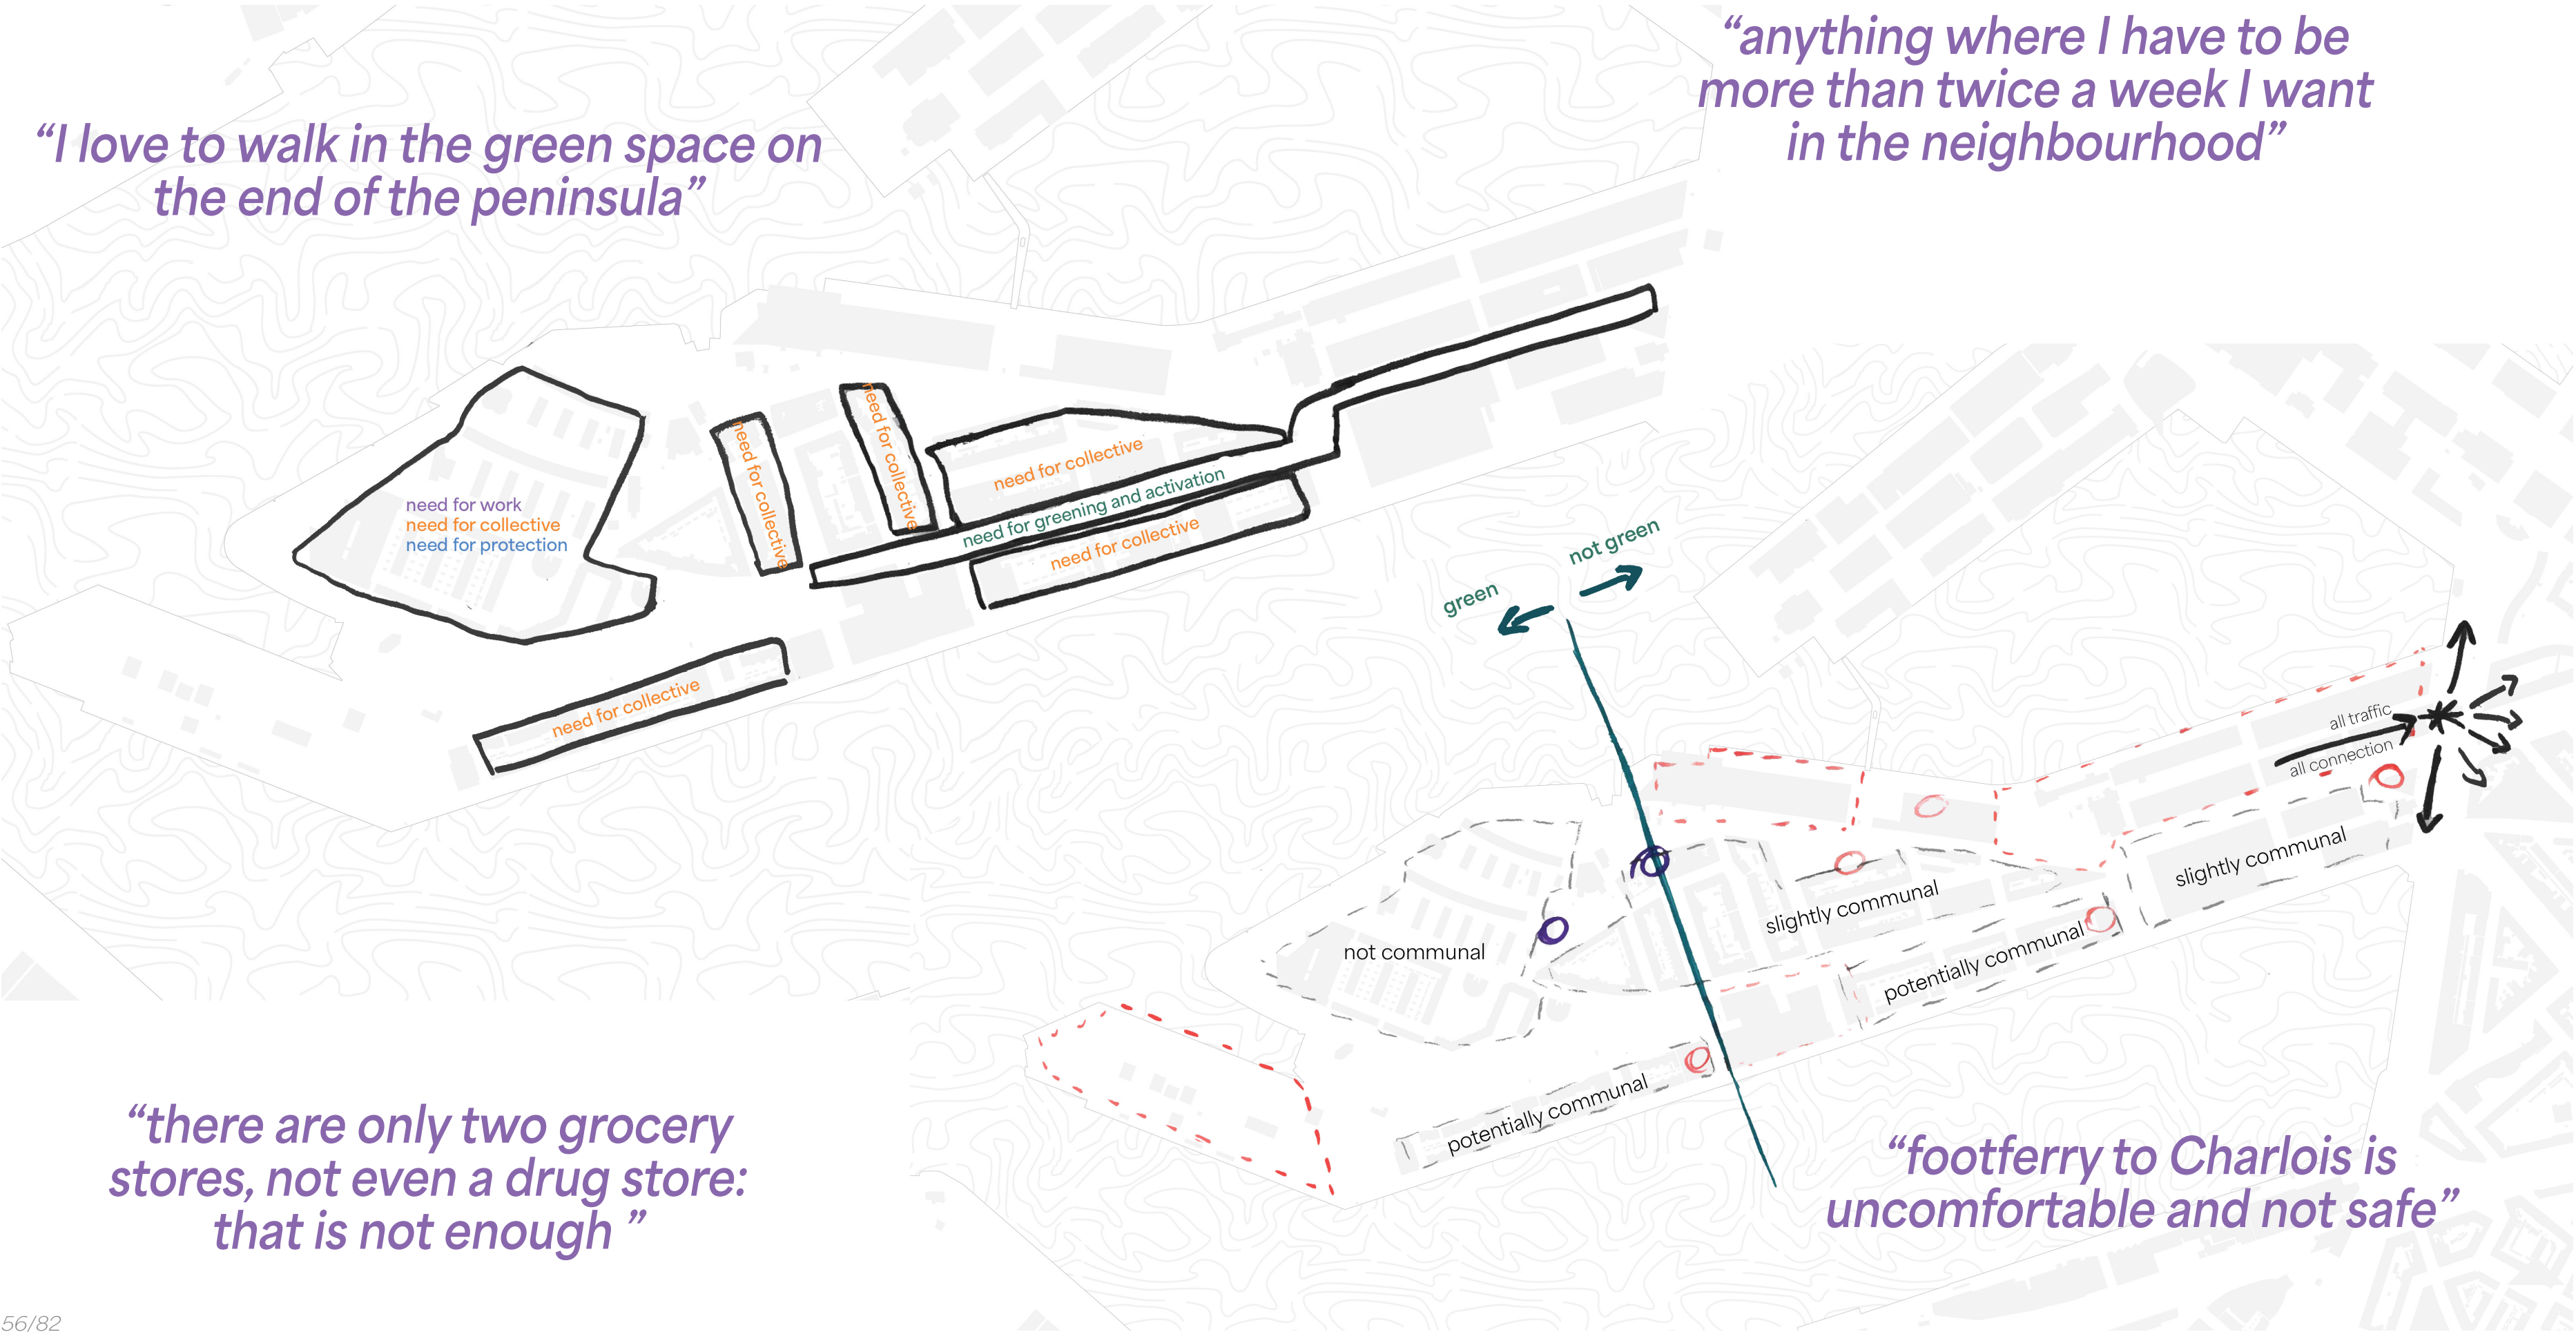 “I love to walk in the green space on
the end of the peninsula”
“anything where I have to be
more than twice a week I want
in the neighbourhood”
need for work
need for collective
need for protection
need for collective
need for collective
need for collective
need for greening and activation
need for collective
need for collective
green
not green
all traffic
all connection
slightly communal
slightly communal
not communal
potentially communal
potentially communal
“there are only two grocery
stores, not even a drug store:
that is not enough ”
“footferry to Charlois is
uncomfortable and not safe”
56/82